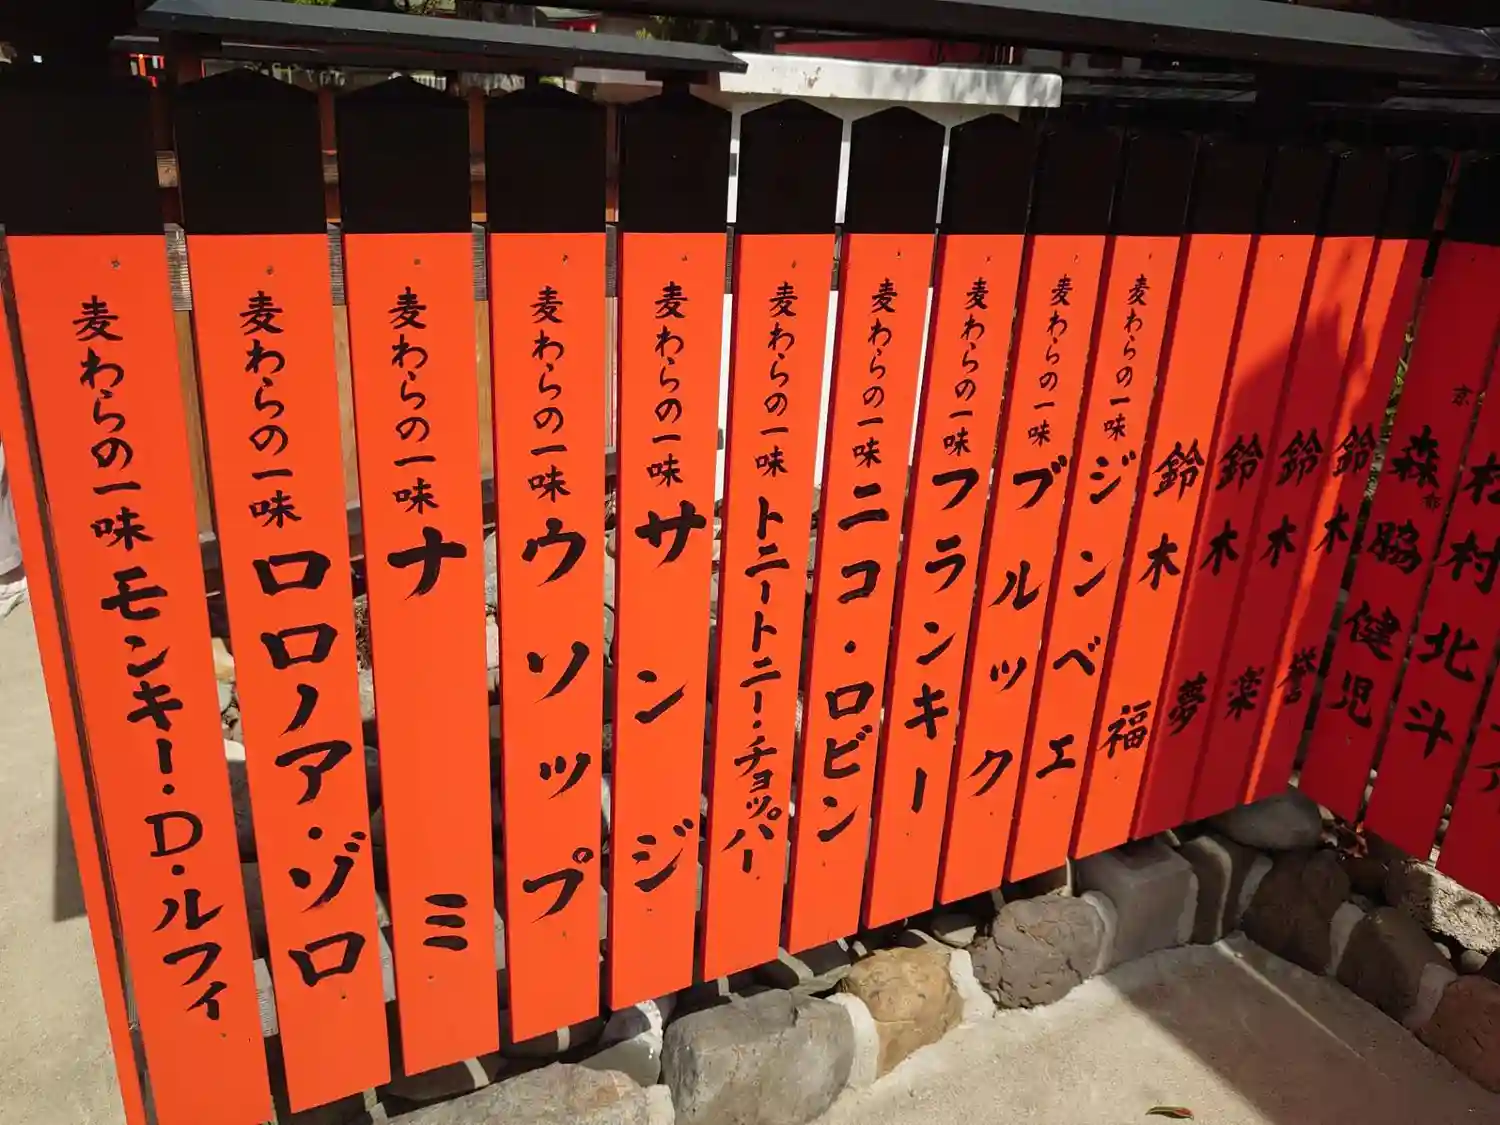 麦わらの一味 モンキー・D・ルフィ
麦わらの一味 ロロノア・ゾロ
麦わらの一味 ナミ
麦わらの一味 ウソップ
麦わらの一味 サンジ
麦わらの一味 トニートニー・チョッパー
麦わらの一味 ニコ・ロビン
麦わらの一味 フランキー
麦わらの一味 ブルック
麦わらの一味 ジンベエ
鈴木 福
鈴木 夢
鈴木 楽
鈴木 誉
森脇健児
京都
村北斗